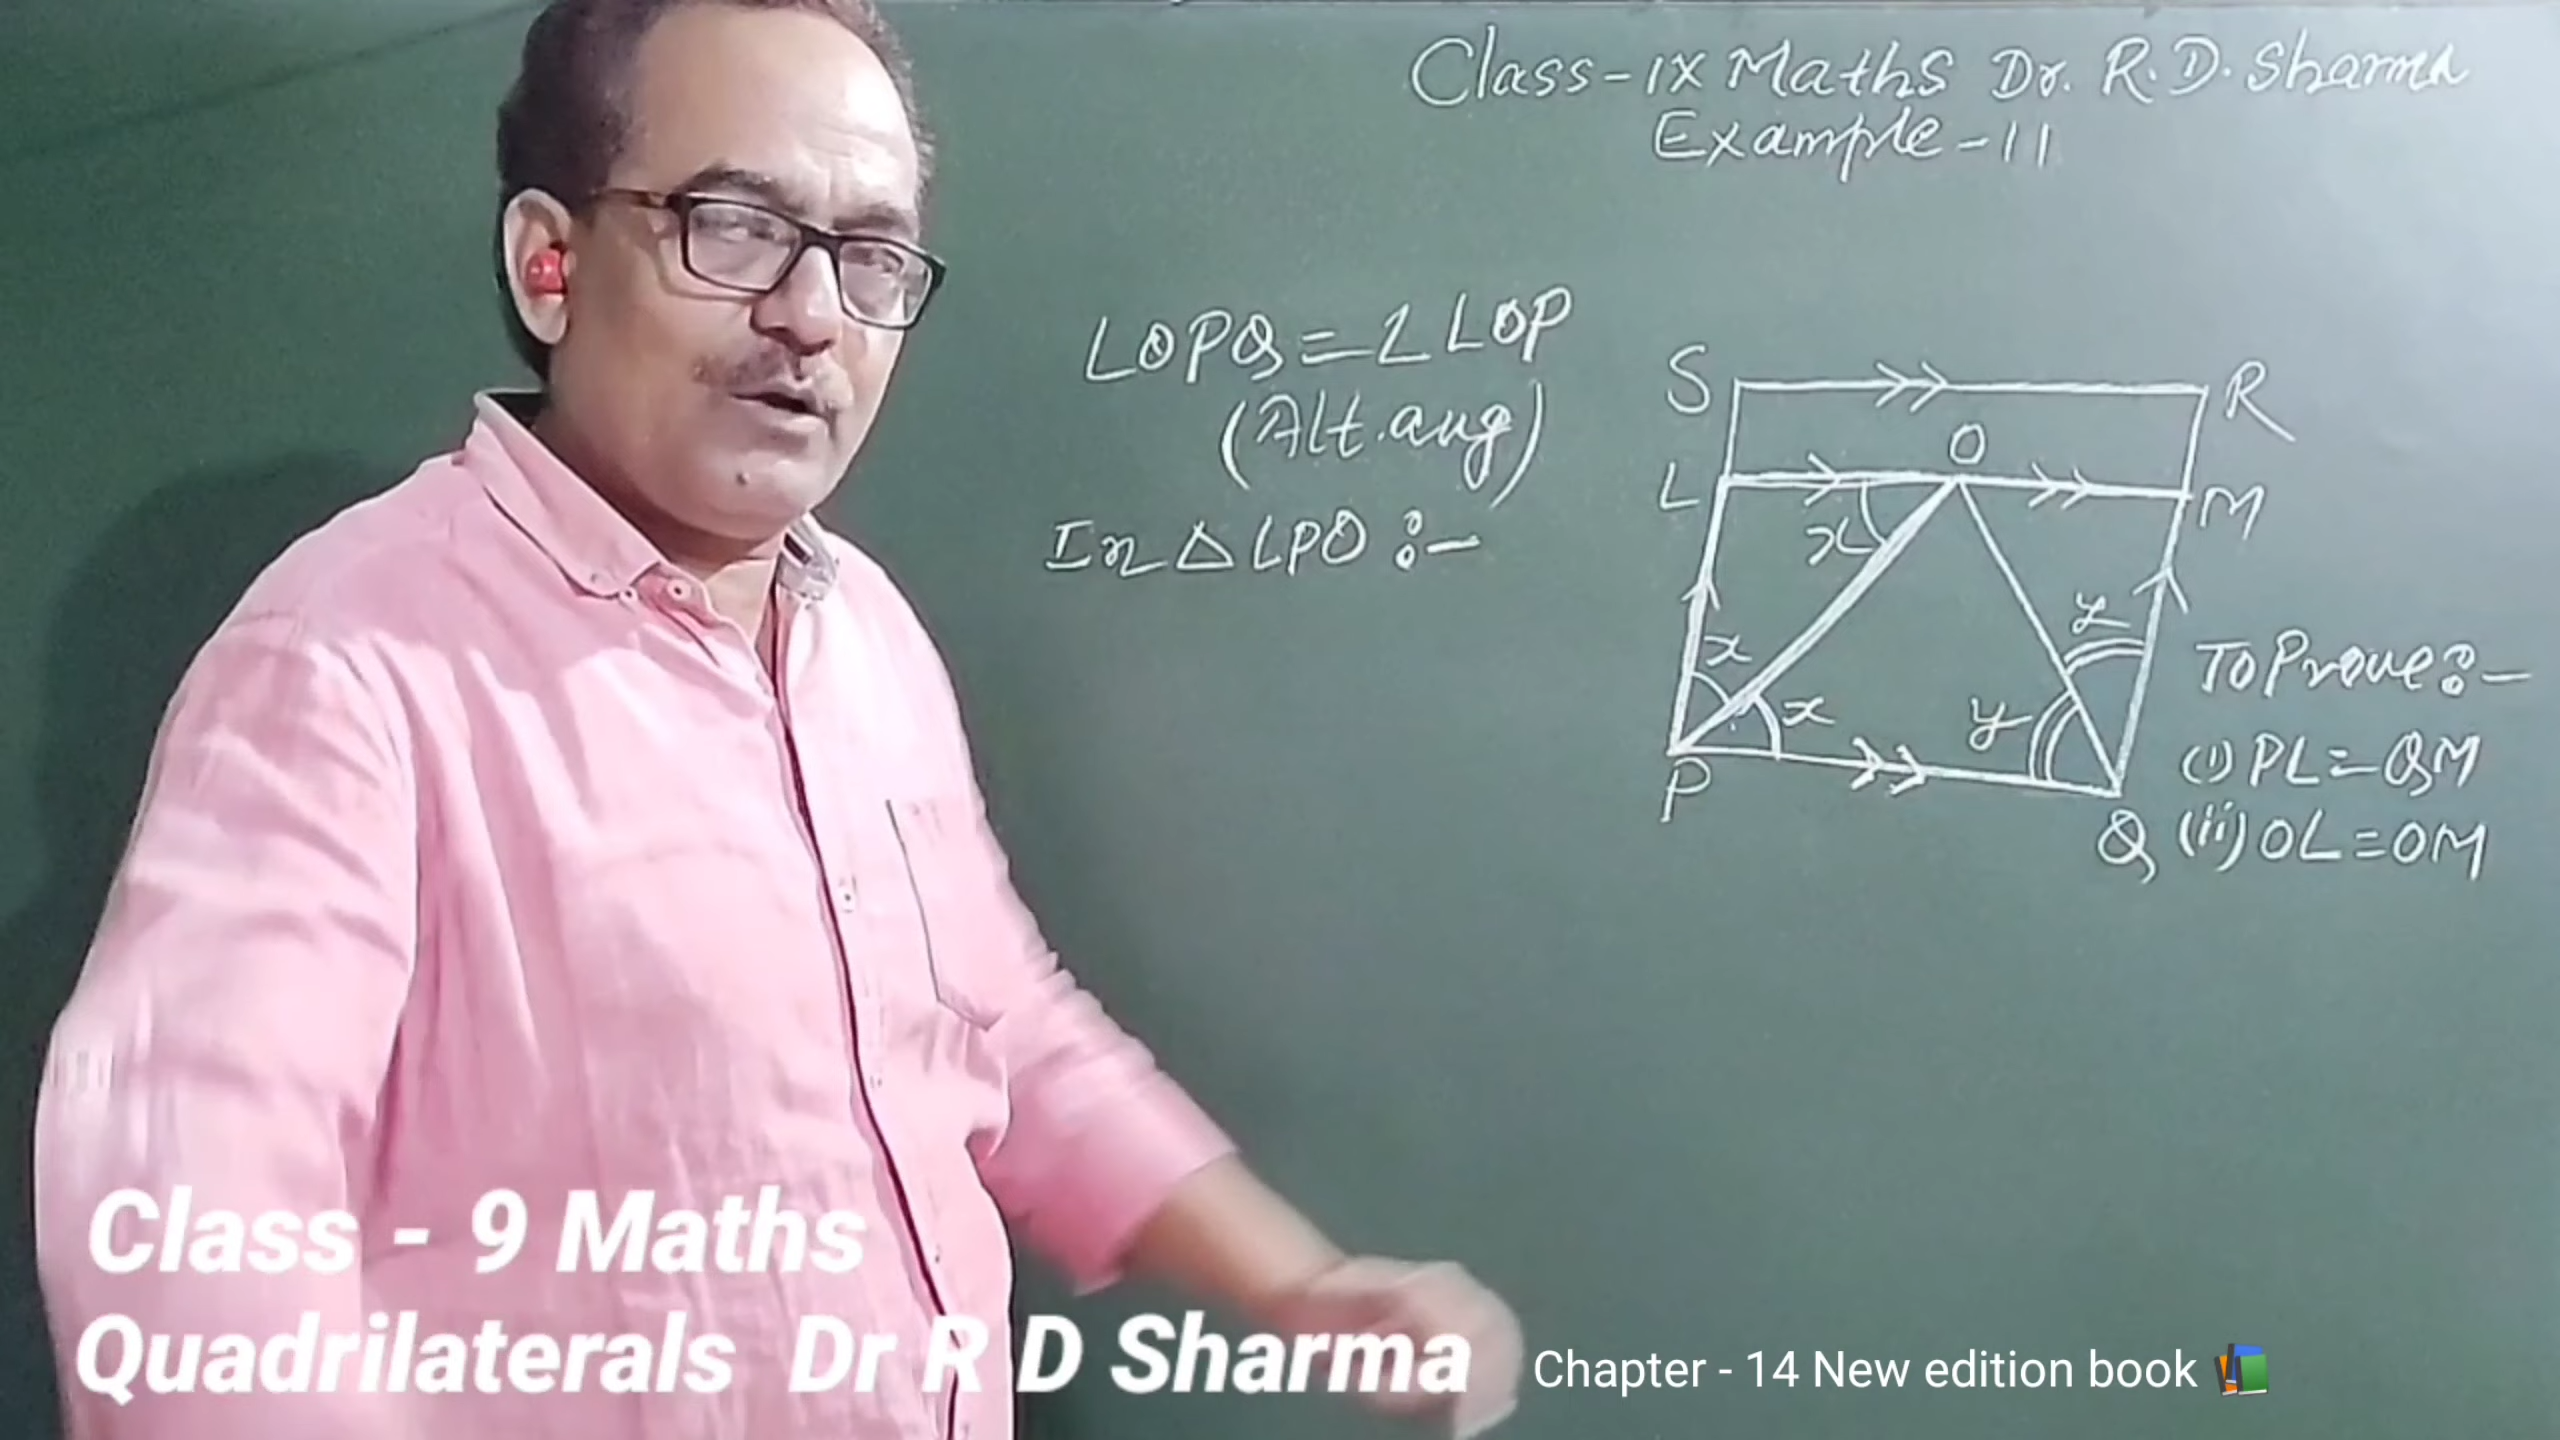 Class-IX Maths Dr. R.D. Sharma
Example-11
∠OPQ = ∠LOP
(Alt. ang)
In △LPO :-
S
R
O
L
M
x
x
y
x
y
P
Q
To Prove :-
(i) PL = QM
(ii) OL = OM
Class - 9 Maths
Quadrilaterals Dr R D Sharma
Chapter - 14 New edition book